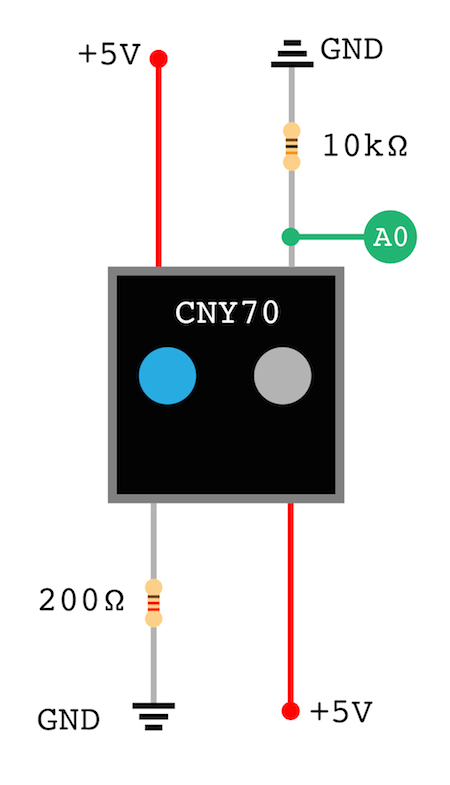 +5V
GND
10kΩ
A0
CNY70
200Ω
GND
+5V